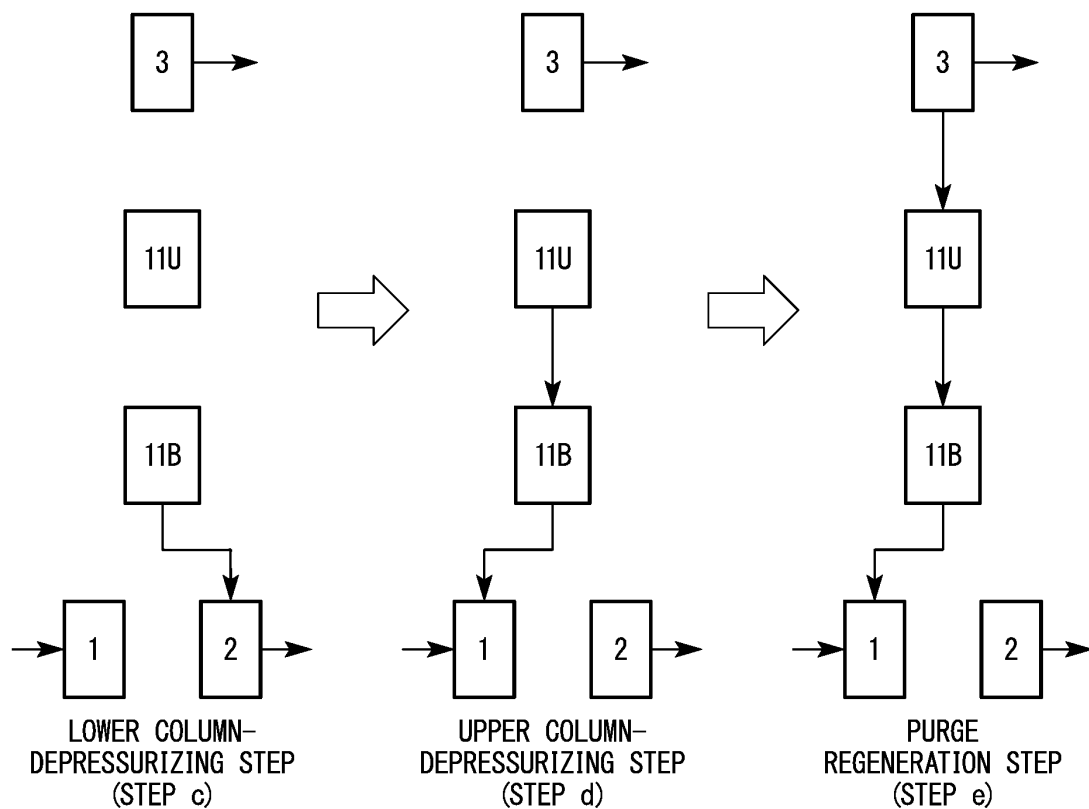 3
11U
11B
1
2
LOWER COLUMN-
DEPRESSURIZING STEP
(STEP c)
3
11U
11B
1
2
UPPER COLUMN-
DEPRESSURIZING STEP
(STEP d)
3
11U
11B
1
2
PURGE
REGENERATION STEP
(STEP e)